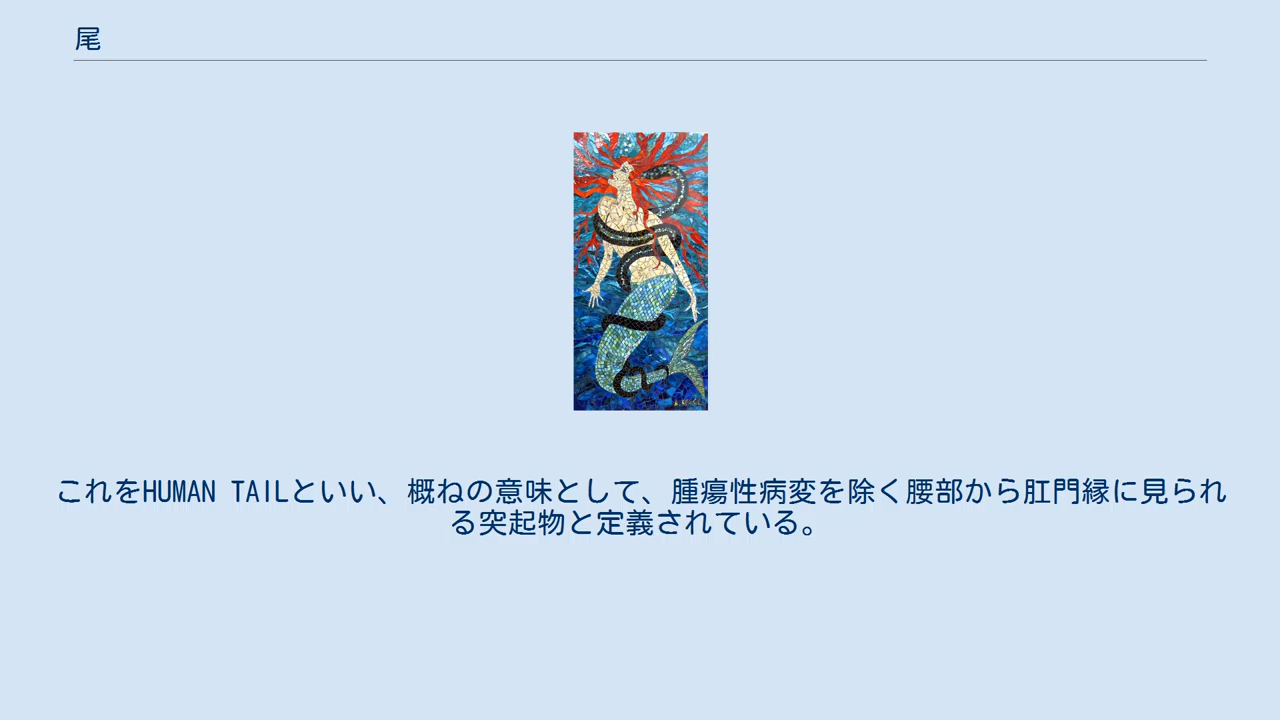 尾
これをHUMAN TAILといい、概ねの意味として、腫瘍性病変を除く腰部から肛門縁に見られ
る突起物と定義されている。